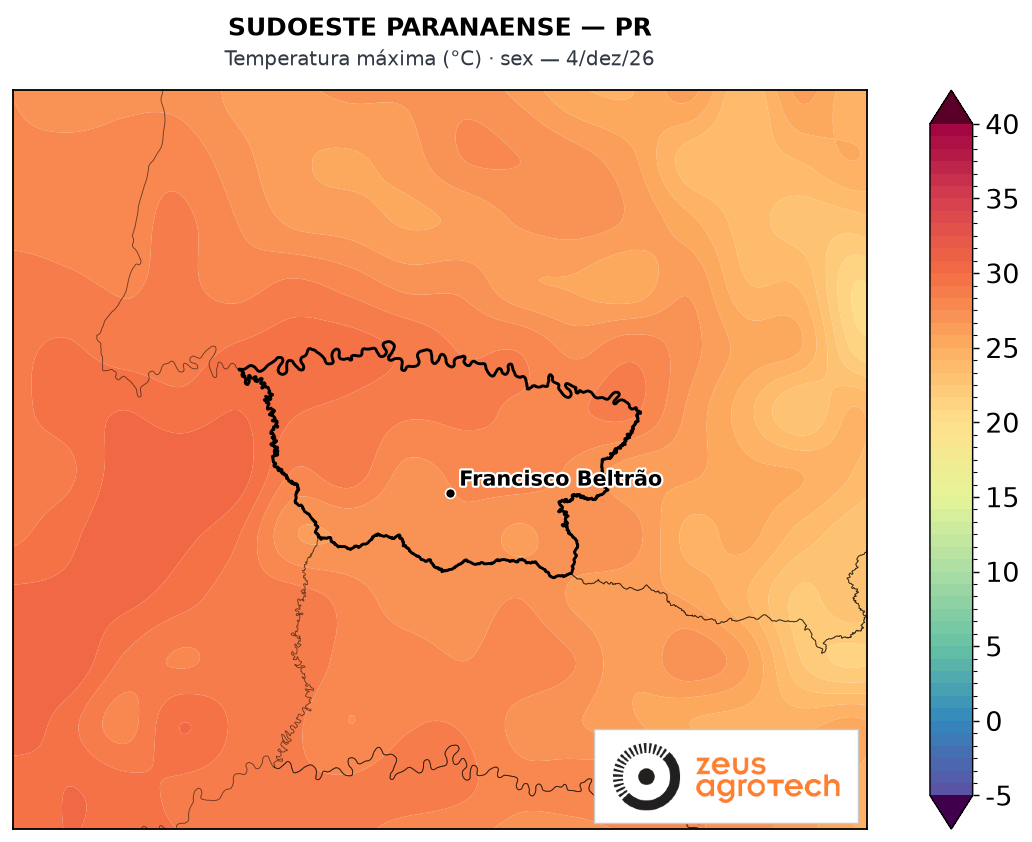 SUDOESTE PARANAENSE — PR
Temperatura máxima (°C) · sex — 4/dez/26
40
35
30
25
20
15
10
5
0
-5
Francisco Beltrão
zeus
agrotech